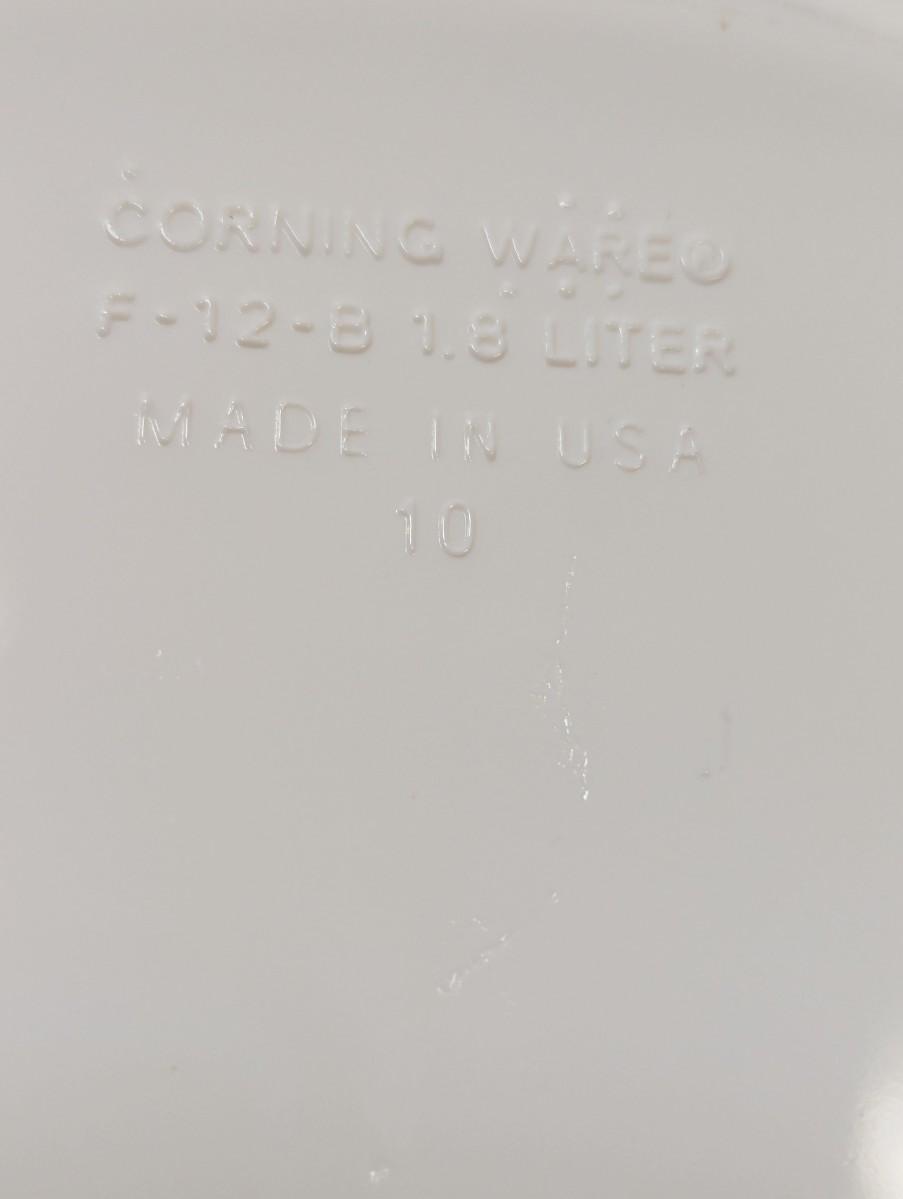 CORNING WARE®
F-12-B 1.8 LITER
MADE IN USA
10